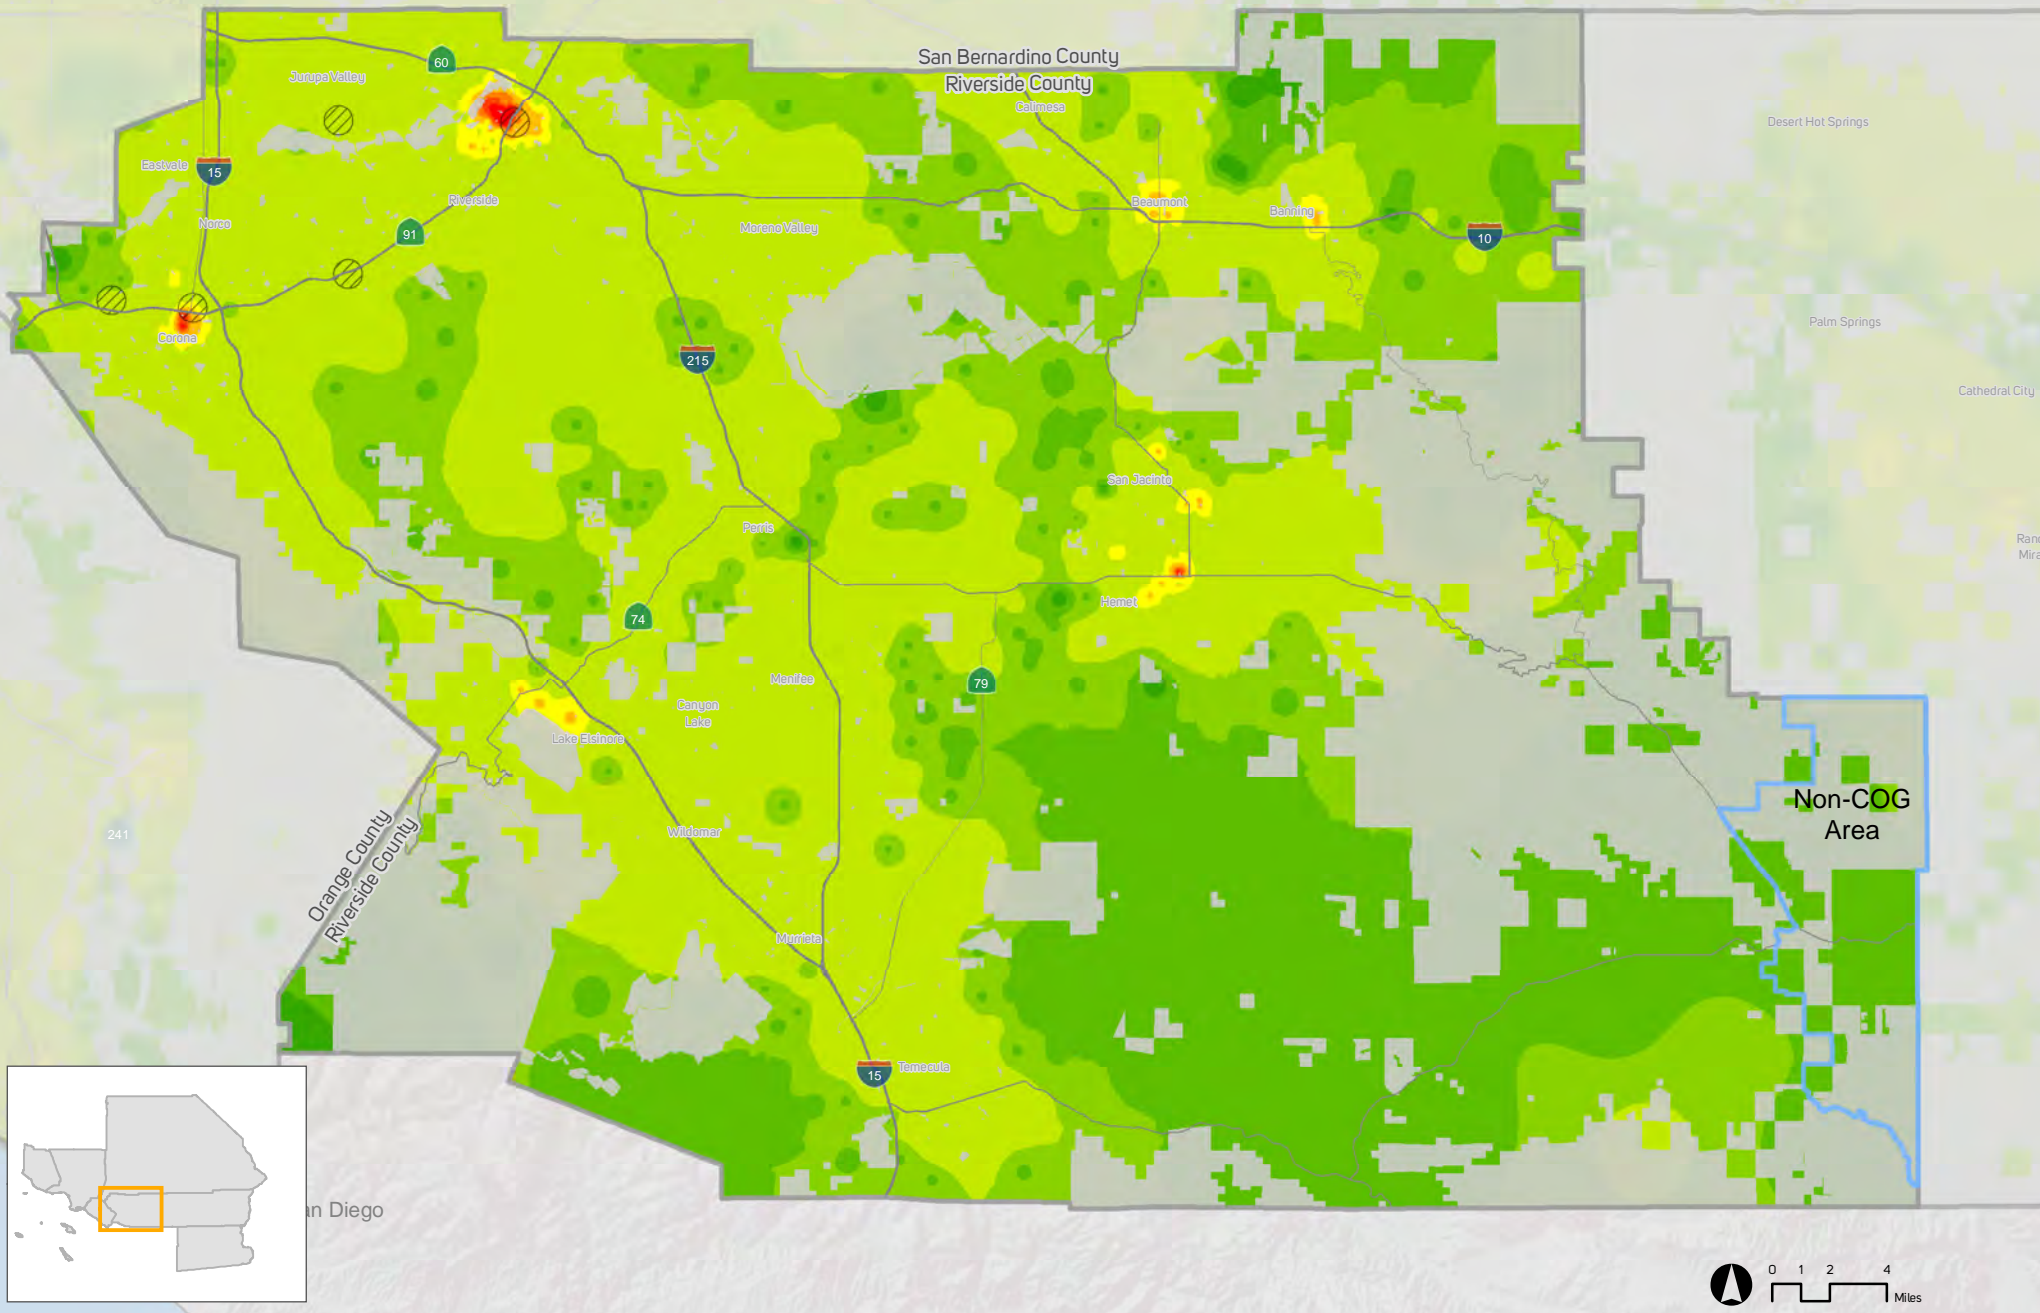 San Bernardino County
Riverside County
60
Jurupa Valley
Calimesa
Desert Hot Springs
Eastvale
15
Riverside
Beaumont
Banning
Norco
91
Moreno Valley
10
Palm Springs
Corona
215
Cathedral City
San Jacinto
Perris
Hemet
74
Menifee
79
Canyon
Lake
Lake Elsinore
Non-COG
Area
Wildomar
241
Orange County
Riverside County
Murrieta
15
Temecula
an Diego
0 1 2 4
Miles